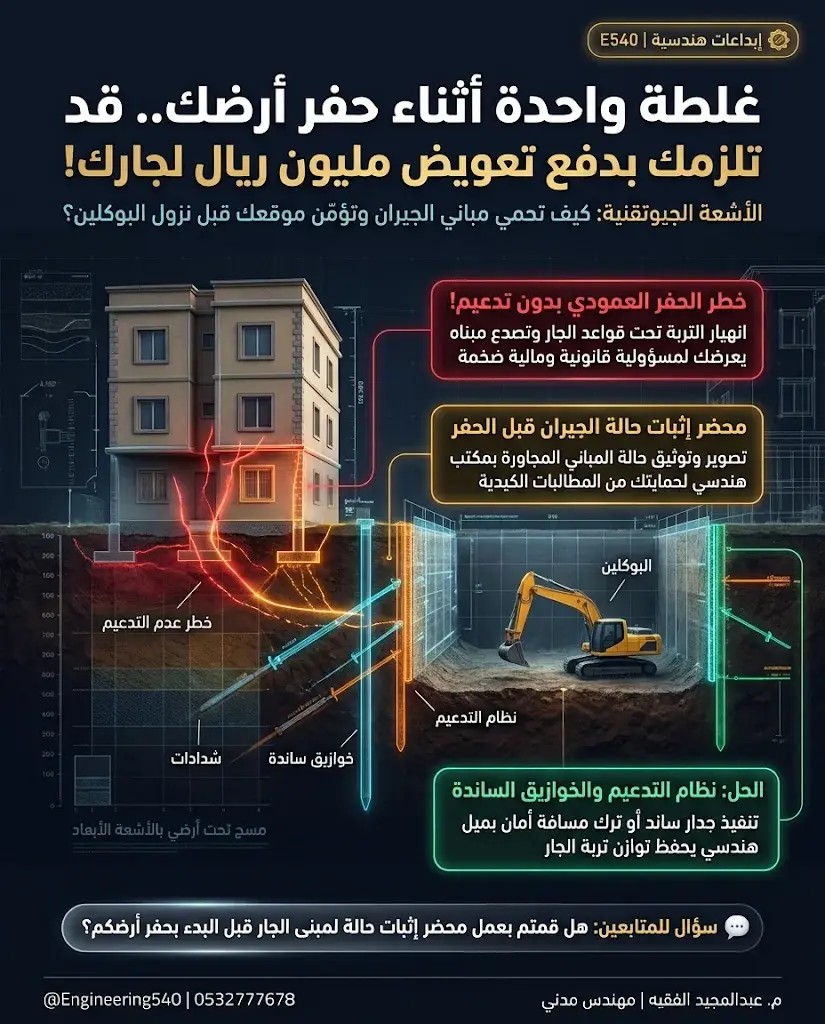 إبداعات هندسية | E540
غلطة واحدة أثناء حفر أرضك.. قد
تلزمك بدفع تعويض مليون ريال لجارك!
الأشعة الجيوتقنية: كيف تحمي مباني الجيران وتؤمّن موقعك قبل نزول البوكلين؟
خطر الحفر العمودي بدون تدعيم!
انهيار التربة تحت قواعد الجار وتصدع مبناه
يعرضك لمسؤولية قانونية ومالية ضخمة
محضر إثبات حالة الجيران قبل الحفر
تصوير وتوثيق حالة المباني المجاورة بمكتب
هندسي لحمايتك من المطالبات الكيدية
البوكلين
خطر عدم التدعيم
نظام التدعيم
خوازيق ساندة
شدادات
الحل: نظام التدعيم والخوازيق الساندة
تنفيذ جدار ساند أو ترك مسافة أمان بميل
هندسي يحفظ توازن تربة الجار
مسح تحت أرضي بالأشعة الأبعاد
سؤال للمتابعين: هل قمتم بعمل محضر إثبات حالة لمبنى الجار قبل البدء بحفر أرضكم؟
م. عبدالمجيد الفقيه | مهندس مدني
@Engineering540 | 0532777678